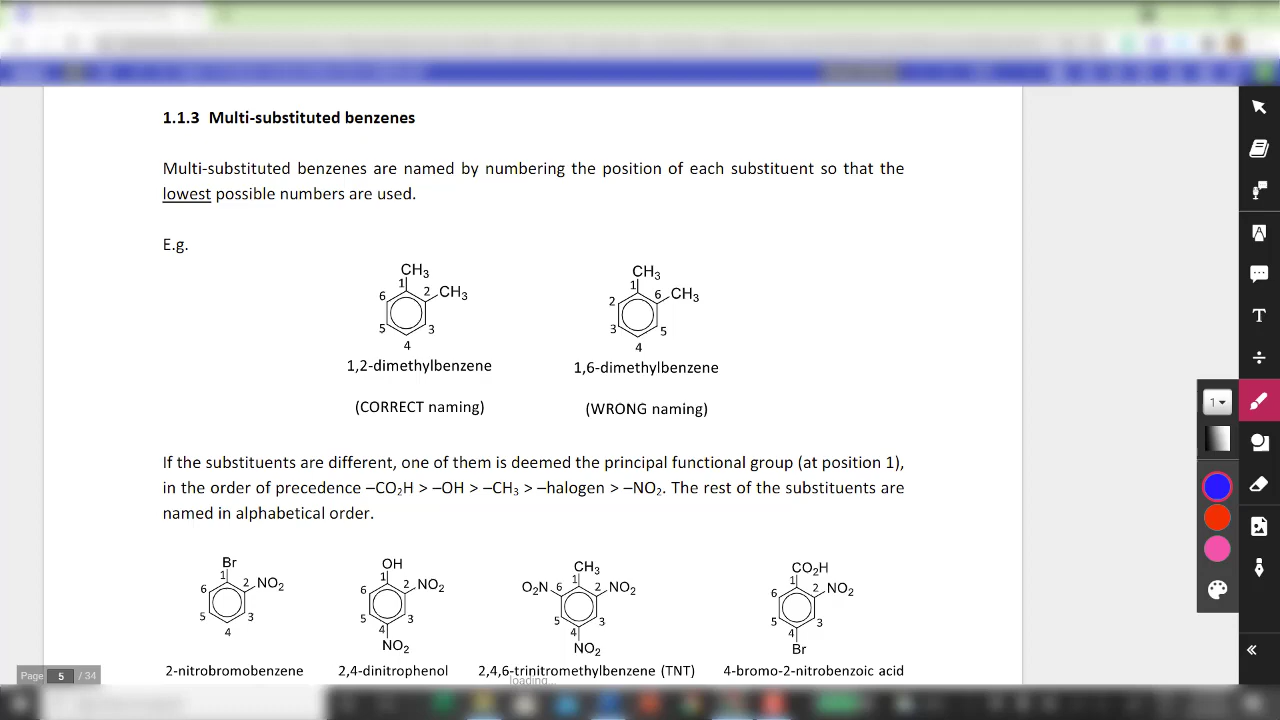 1.1.3 Multi-substituted benzenes
Multi-substituted benzenes are named by numbering the position of each substituent so that the
lowest possible numbers are used.
E.g.
CH3
1
6 2 CH3
5 3
4
1,2-dimethylbenzene
(CORRECT naming)
CH3
1
2 6 CH3
3 5
4
1,6-dimethylbenzene
(WRONG naming)
If the substituents are different, one of them is deemed the principal functional group (at position 1),
in the order of precedence –CO2H > –OH > –CH3 > –halogen > –NO2. The rest of the substituents are
named in alphabetical order.
Br
1
6 2 NO2
5 3
4
2-nitrobromobenzene
OH
1
6 2 NO2
5 3
4
NO2
2,4-dinitrophenol
CH3
1
O2N 6 2 NO2
5 3
4
NO2
2,4,6-trinitromethylbenzene (TNT)
CO2H
1
6 2 NO2
5 3
4
Br
4-bromo-2-nitrobenzoic acid
Page 5 / 34
loading...
1
T